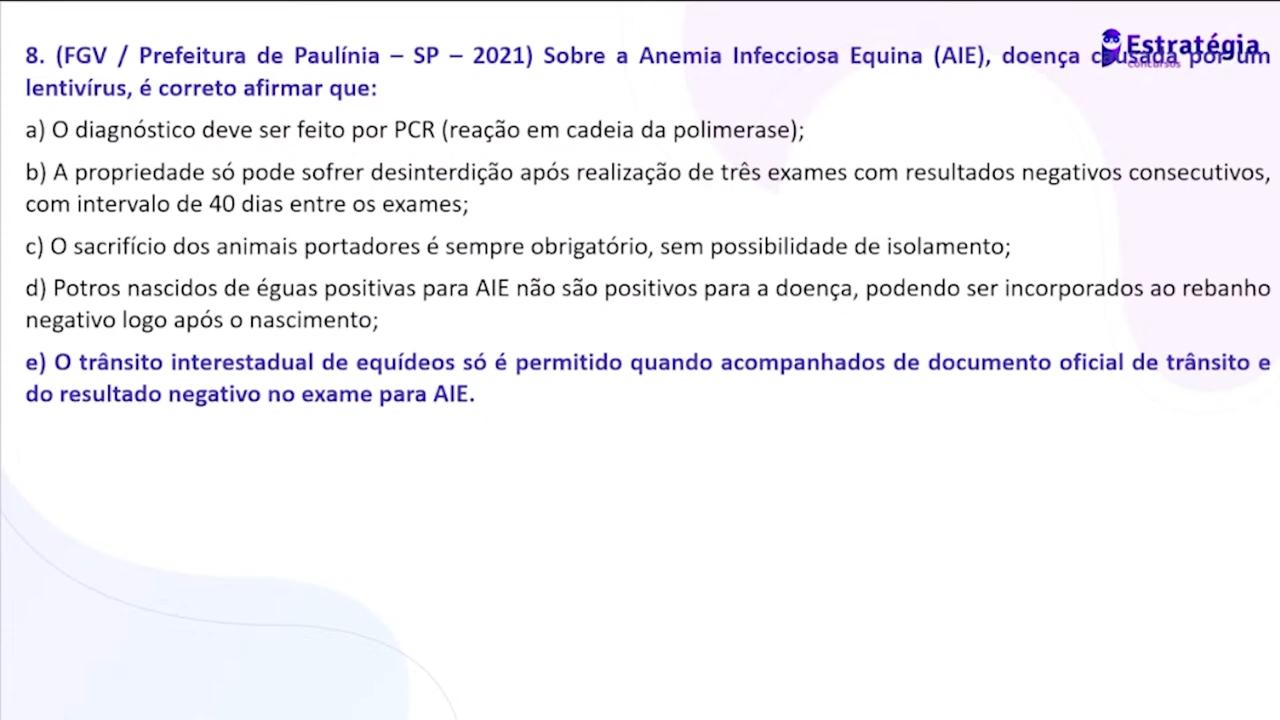 8. (FGV / Prefeitura de Paulínia – SP – 2021) Sobre a Anemia Infecciosa Equina (AIE), doença causada por um
lentivírus, é correto afirmar que:
Estratégia
concursos
a) O diagnóstico deve ser feito por PCR (reação em cadeia da polimerase);
b) A propriedade só pode sofrer desinterdição após realização de três exames com resultados negativos consecutivos,
com intervalo de 40 dias entre os exames;
c) O sacrifício dos animais portadores é sempre obrigatório, sem possibilidade de isolamento;
d) Potros nascidos de éguas positivas para AIE não são positivos para a doença, podendo ser incorporados ao rebanho
negativo logo após o nascimento;
e) O trânsito interestadual de equídeos só é permitido quando acompanhados de documento oficial de trânsito e
do resultado negativo no exame para AIE.